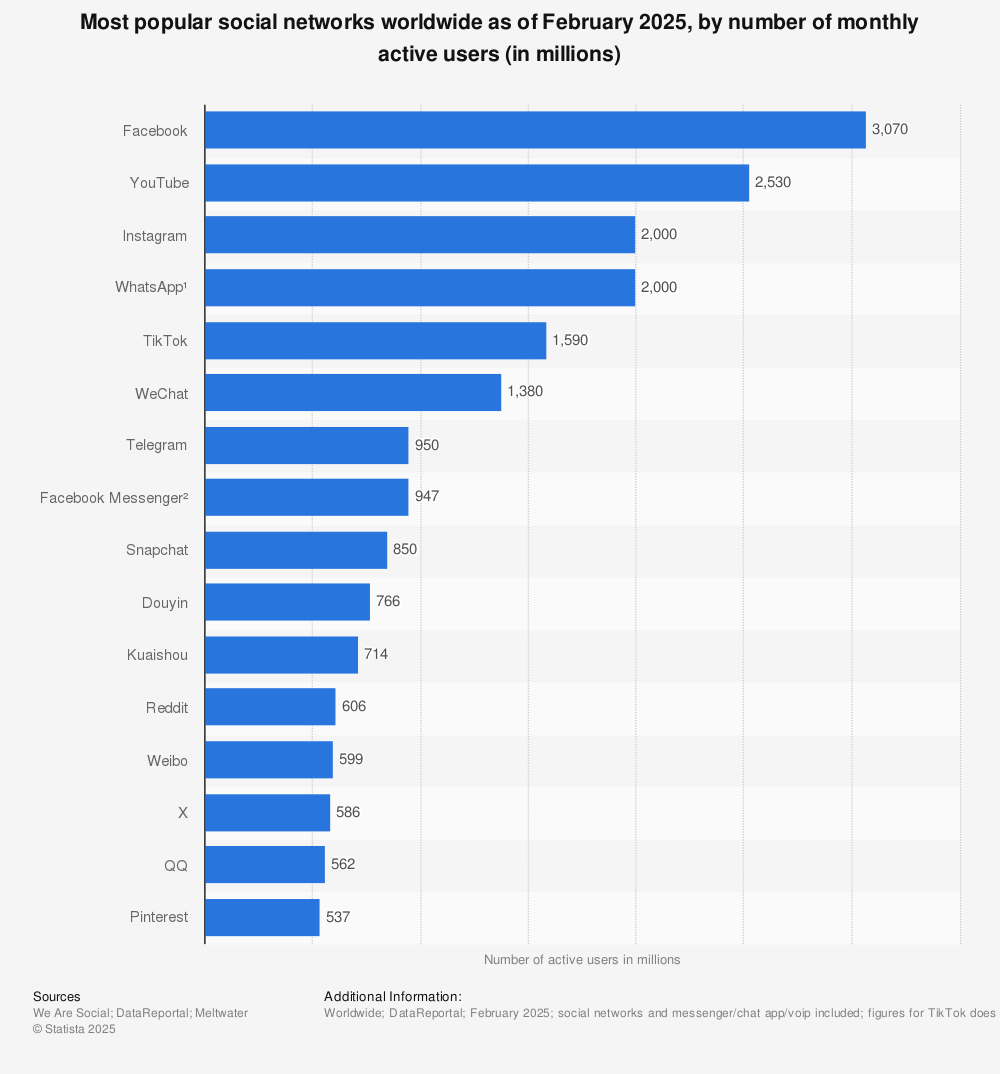 Most popular social networks worldwide as of February 2025, by number of monthly
active users (in millions)
Facebook 3,070
YouTube 2,530
Instagram 2,000
WhatsApp¹ 2,000
TikTok 1,590
WeChat 1,380
Telegram 950
Facebook Messenger² 947
Snapchat 850
Douyin 766
Kuaishou 714
Reddit 606
Weibo 599
X 586
QQ 562
Pinterest 537
Number of active users in millions
Sources
We Are Social; DataReportal; Meltwater
© Statista 2025
Additional Information:
Worldwide; DataReportal; February 2025; social networks and messenger/chat app/voip included; figures for TikTok does